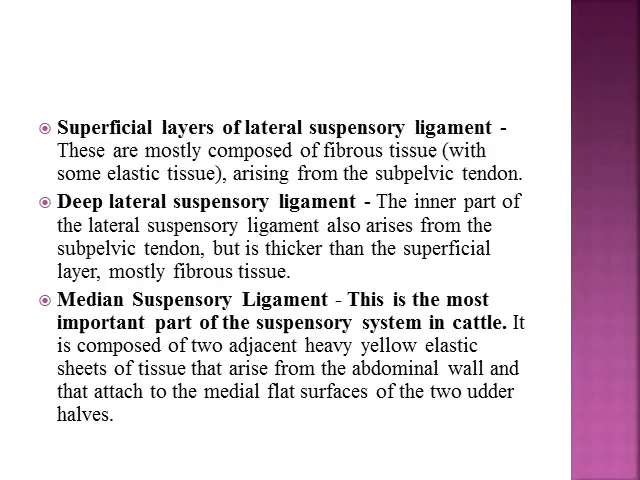 Superficial layers of lateral suspensory ligament -
These are mostly composed of fibrous tissue (with
some elastic tissue), arising from the subpelvic tendon.
Deep lateral suspensory ligament - The inner part of
the lateral suspensory ligament also arises from the
subpelvic tendon, but is thicker than the superficial
layer, mostly fibrous tissue.
Median Suspensory Ligament - This is the most
important part of the suspensory system in cattle. It
is composed of two adjacent heavy yellow elastic
sheets of tissue that arise from the abdominal wall and
that attach to the medial flat surfaces of the two udder
halves.